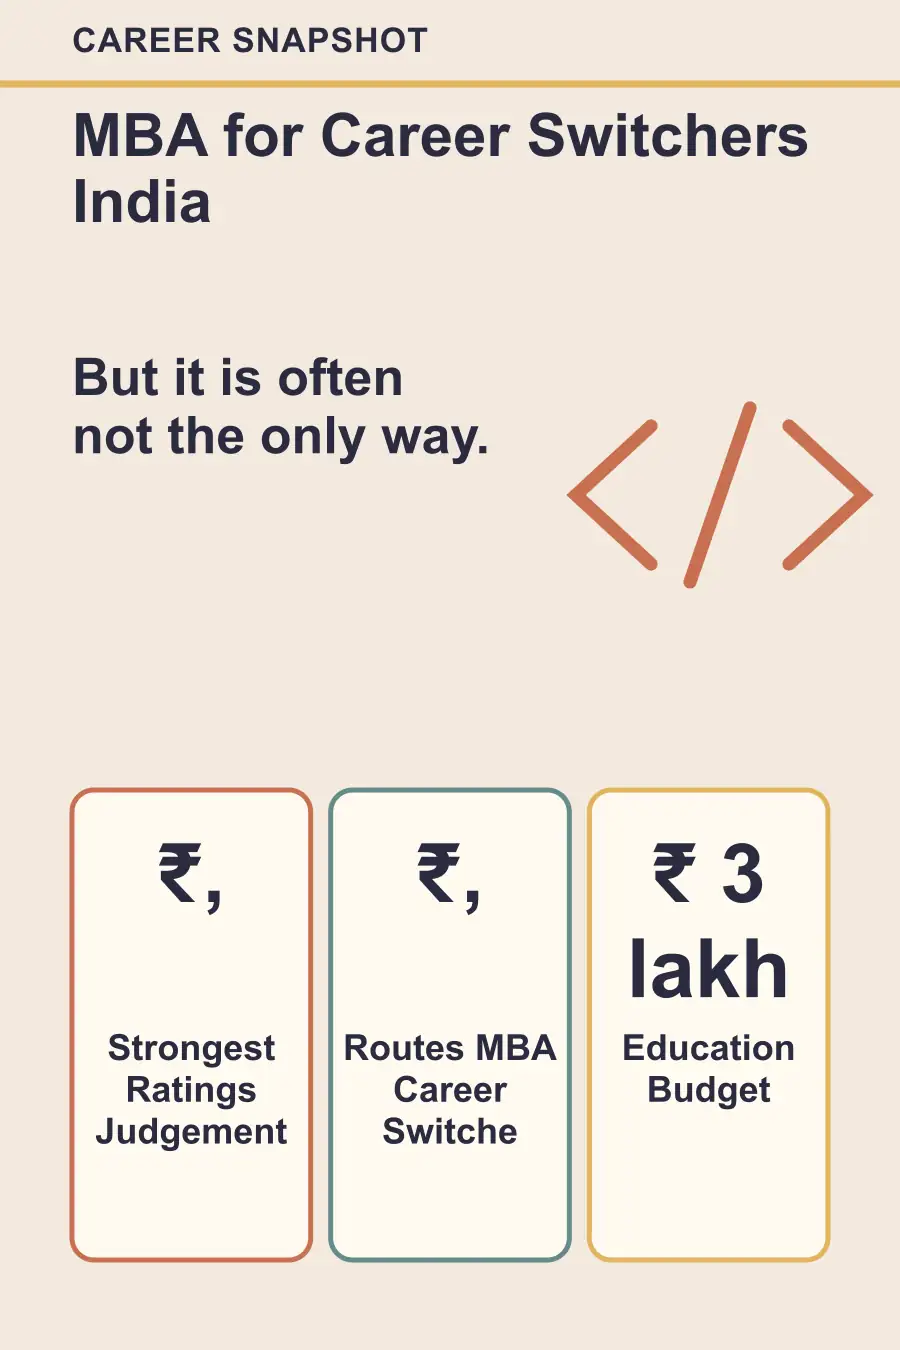 CAREER SNAPSHOT
MBA for Career Switchers
India
But it is often
not the only way.
</>
₹,
Strongest
Ratings
Judgement
₹,
Routes MBA
Career
Switche
₹ 3
lakh
Education
Budget